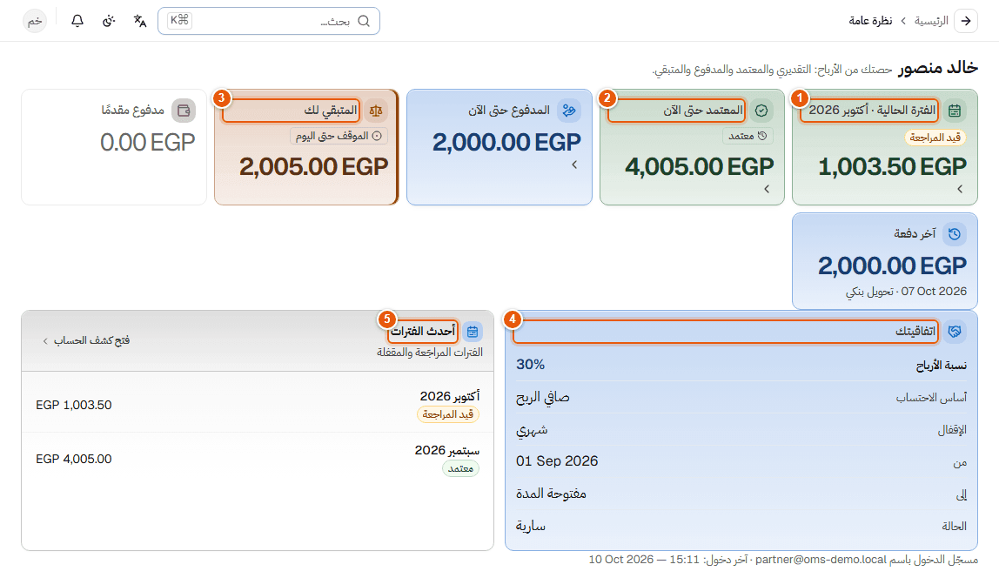 الرئيسية
نظرة عامة
بحث...
⌘K
خم
خالد منصور
حصتك من الأرباح: التقديري والمعتمد والمدفوع والمتبقي.
1
الفترة الحالية · أكتوبر 2026
قيد المراجعة
1,003.50 EGP
2
المعتمد حتى الآن
معتمد
4,005.00 EGP
المدفوع حتى الآن
2,000.00 EGP
3
المتبقي لك
الموقف حتى اليوم
2,005.00 EGP
مدفوع مقدمًا
0.00 EGP
آخر دفعة
2,000.00 EGP
07 Oct 2026 · تحويل بنكي
4
اتفاقيتك
نسبة الأرباح 30%
أساس الاحتساب صافي الربح
الإقفال شهري
من 01 Sep 2026
إلى مفتوحة المدة
الحالة سارية
5
أحدث الفترات
الفترات المراجَعة والمقفلة
فتح كشف الحساب
أكتوبر 2026
قيد المراجعة
EGP 1,003.50
سبتمبر 2026
معتمد
EGP 4,005.00
مسجّل الدخول باسم partner@oms-demo.local · آخر دخول: 15:11 — 10 Oct 2026